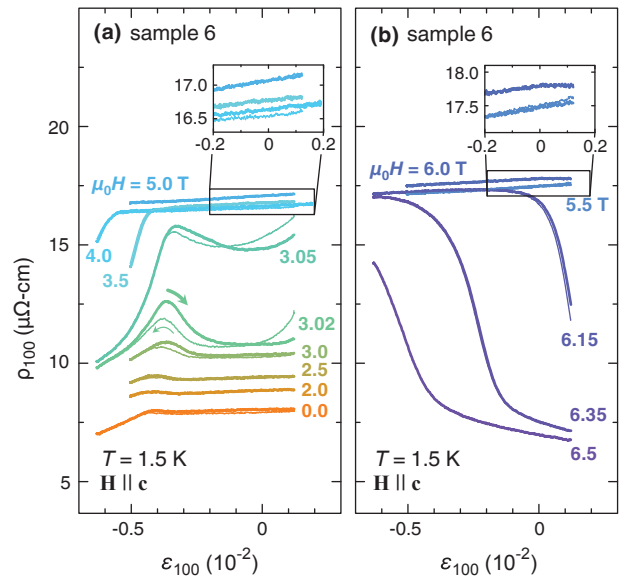 (a) sample 6
17.0
16.5
-0.2
0
0.2
μ₀H = 5.0 T
4.0
3.5
3.05
3.02
3.0
2.5
2.0
0.0
T = 1.5 K
H || c
20
15
10
5
ρ₁₀₀ (μΩ-cm)
-0.5
0
ε₁₀₀ (10⁻²)
(b) sample 6
18.0
17.5
-0.2
0
0.2
μ₀H = 6.0 T
5.5 T
6.15
6.35
6.5
T = 1.5 K
H || c
-0.5
0
ε₁₀₀ (10⁻²)